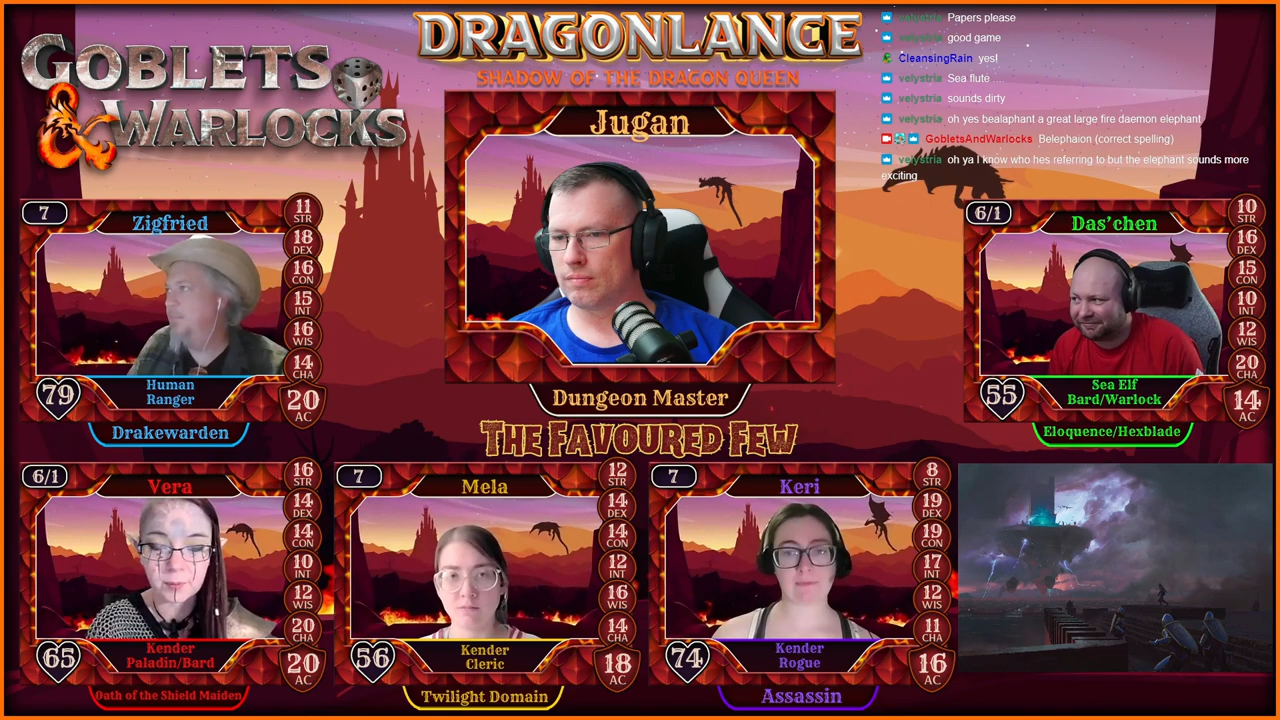 GOBLETS
& WARLOCKS
DRAGONLANCE
SHADOW OF THE DRAGON QUEEN
velystria Papers please
velystria good game
CleansingRain yes!
velystria Sea flute....
velystria sounds dirty
velystria oh yes bealaphant a great large fire daemon elephant
GobletsAndWarlocks Belephaion (correct spelling)
velystria oh ya I know who hes referring to but the elephant sounds more
exciting
Jugan
Dungeon Master
7
Zigfried
11
STR
18
DEX
16
CON
15
INT
16
WIS
14
CHA
79
Human
Ranger
20
AC
Drakewarden
6/1
Das'chen
10
STR
16
DEX
15
CON
10
INT
12
WIS
20
CHA
55
Sea Elf
Bard/Warlock
14
AC
Eloquence/Hexblade
THE FAVOURED FEW
6/1
Vera
16
STR
14
DEX
14
CON
10
INT
12
WIS
20
CHA
65
Kender
Paladin/Bard
20
AC
Oath of the Shield Maiden
7
Mela
12
STR
14
DEX
14
CON
12
INT
16
WIS
14
CHA
56
Kender
Cleric
18
AC
Twilight Domain
7
Keri
8
STR
19
DEX
19
CON
17
INT
12
WIS
11
CHA
74
Kender
Rogue
16
AC
Assassin